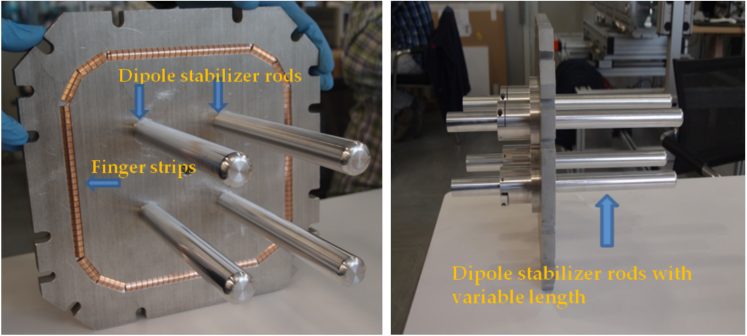 Dipole stabilizer rods
Finger strips
Dipole stabilizer rods with
variable length